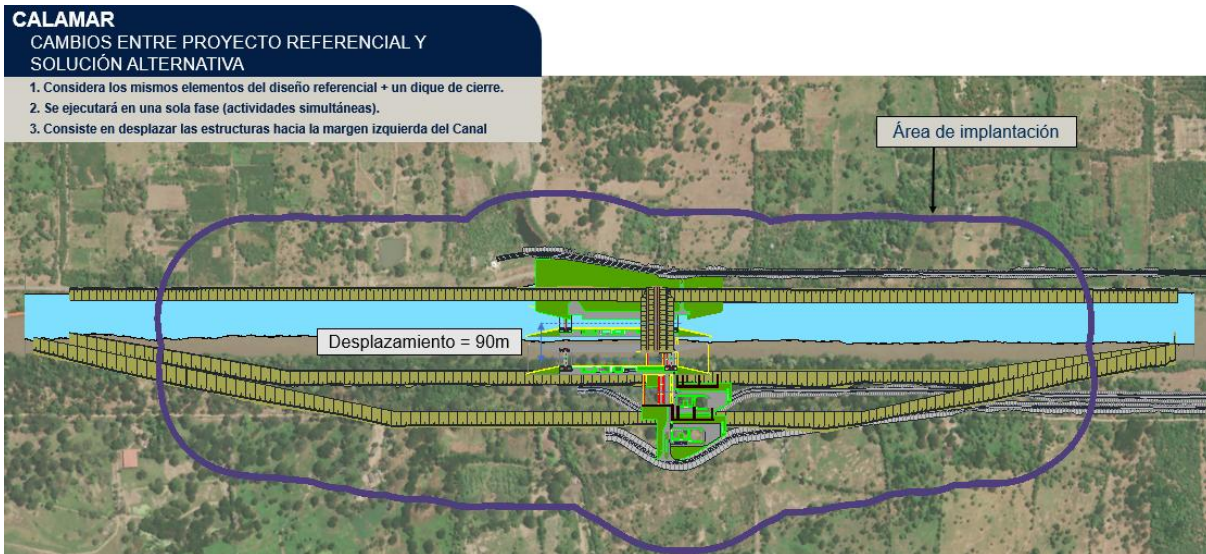 CALAMAR
CAMBIOS ENTRE PROYECTO REFERENCIAL Y
SOLUCIÓN ALTERNATIVA
1. Considera los mismos elementos del diseño referencial + un dique de cierre.
2. Se ejecutará en una sola fase (actividades simultáneas).
3. Consiste en desplazar las estructuras hacia la margen izquierda del Canal
Área de implantación
Desplazamiento = 90m